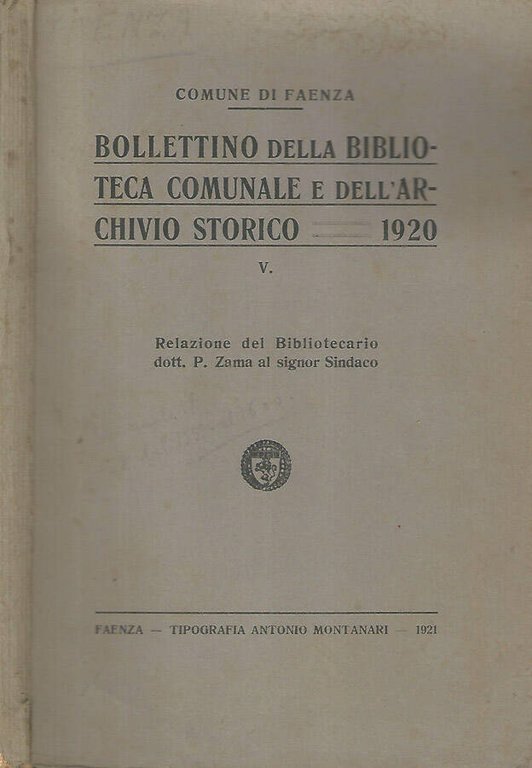 COMUNE DI FAENZA
BOLLETTINO DELLA BIBLIO-
TECA COMUNALE E DELL'AR-
CHIVIO STORICO 1920
V.
Relazione del Bibliotecario
dott. P. Zama al signor Sindaco
FAENZA — TIPOGRAFIA ANTONIO MONTANARI — 1921